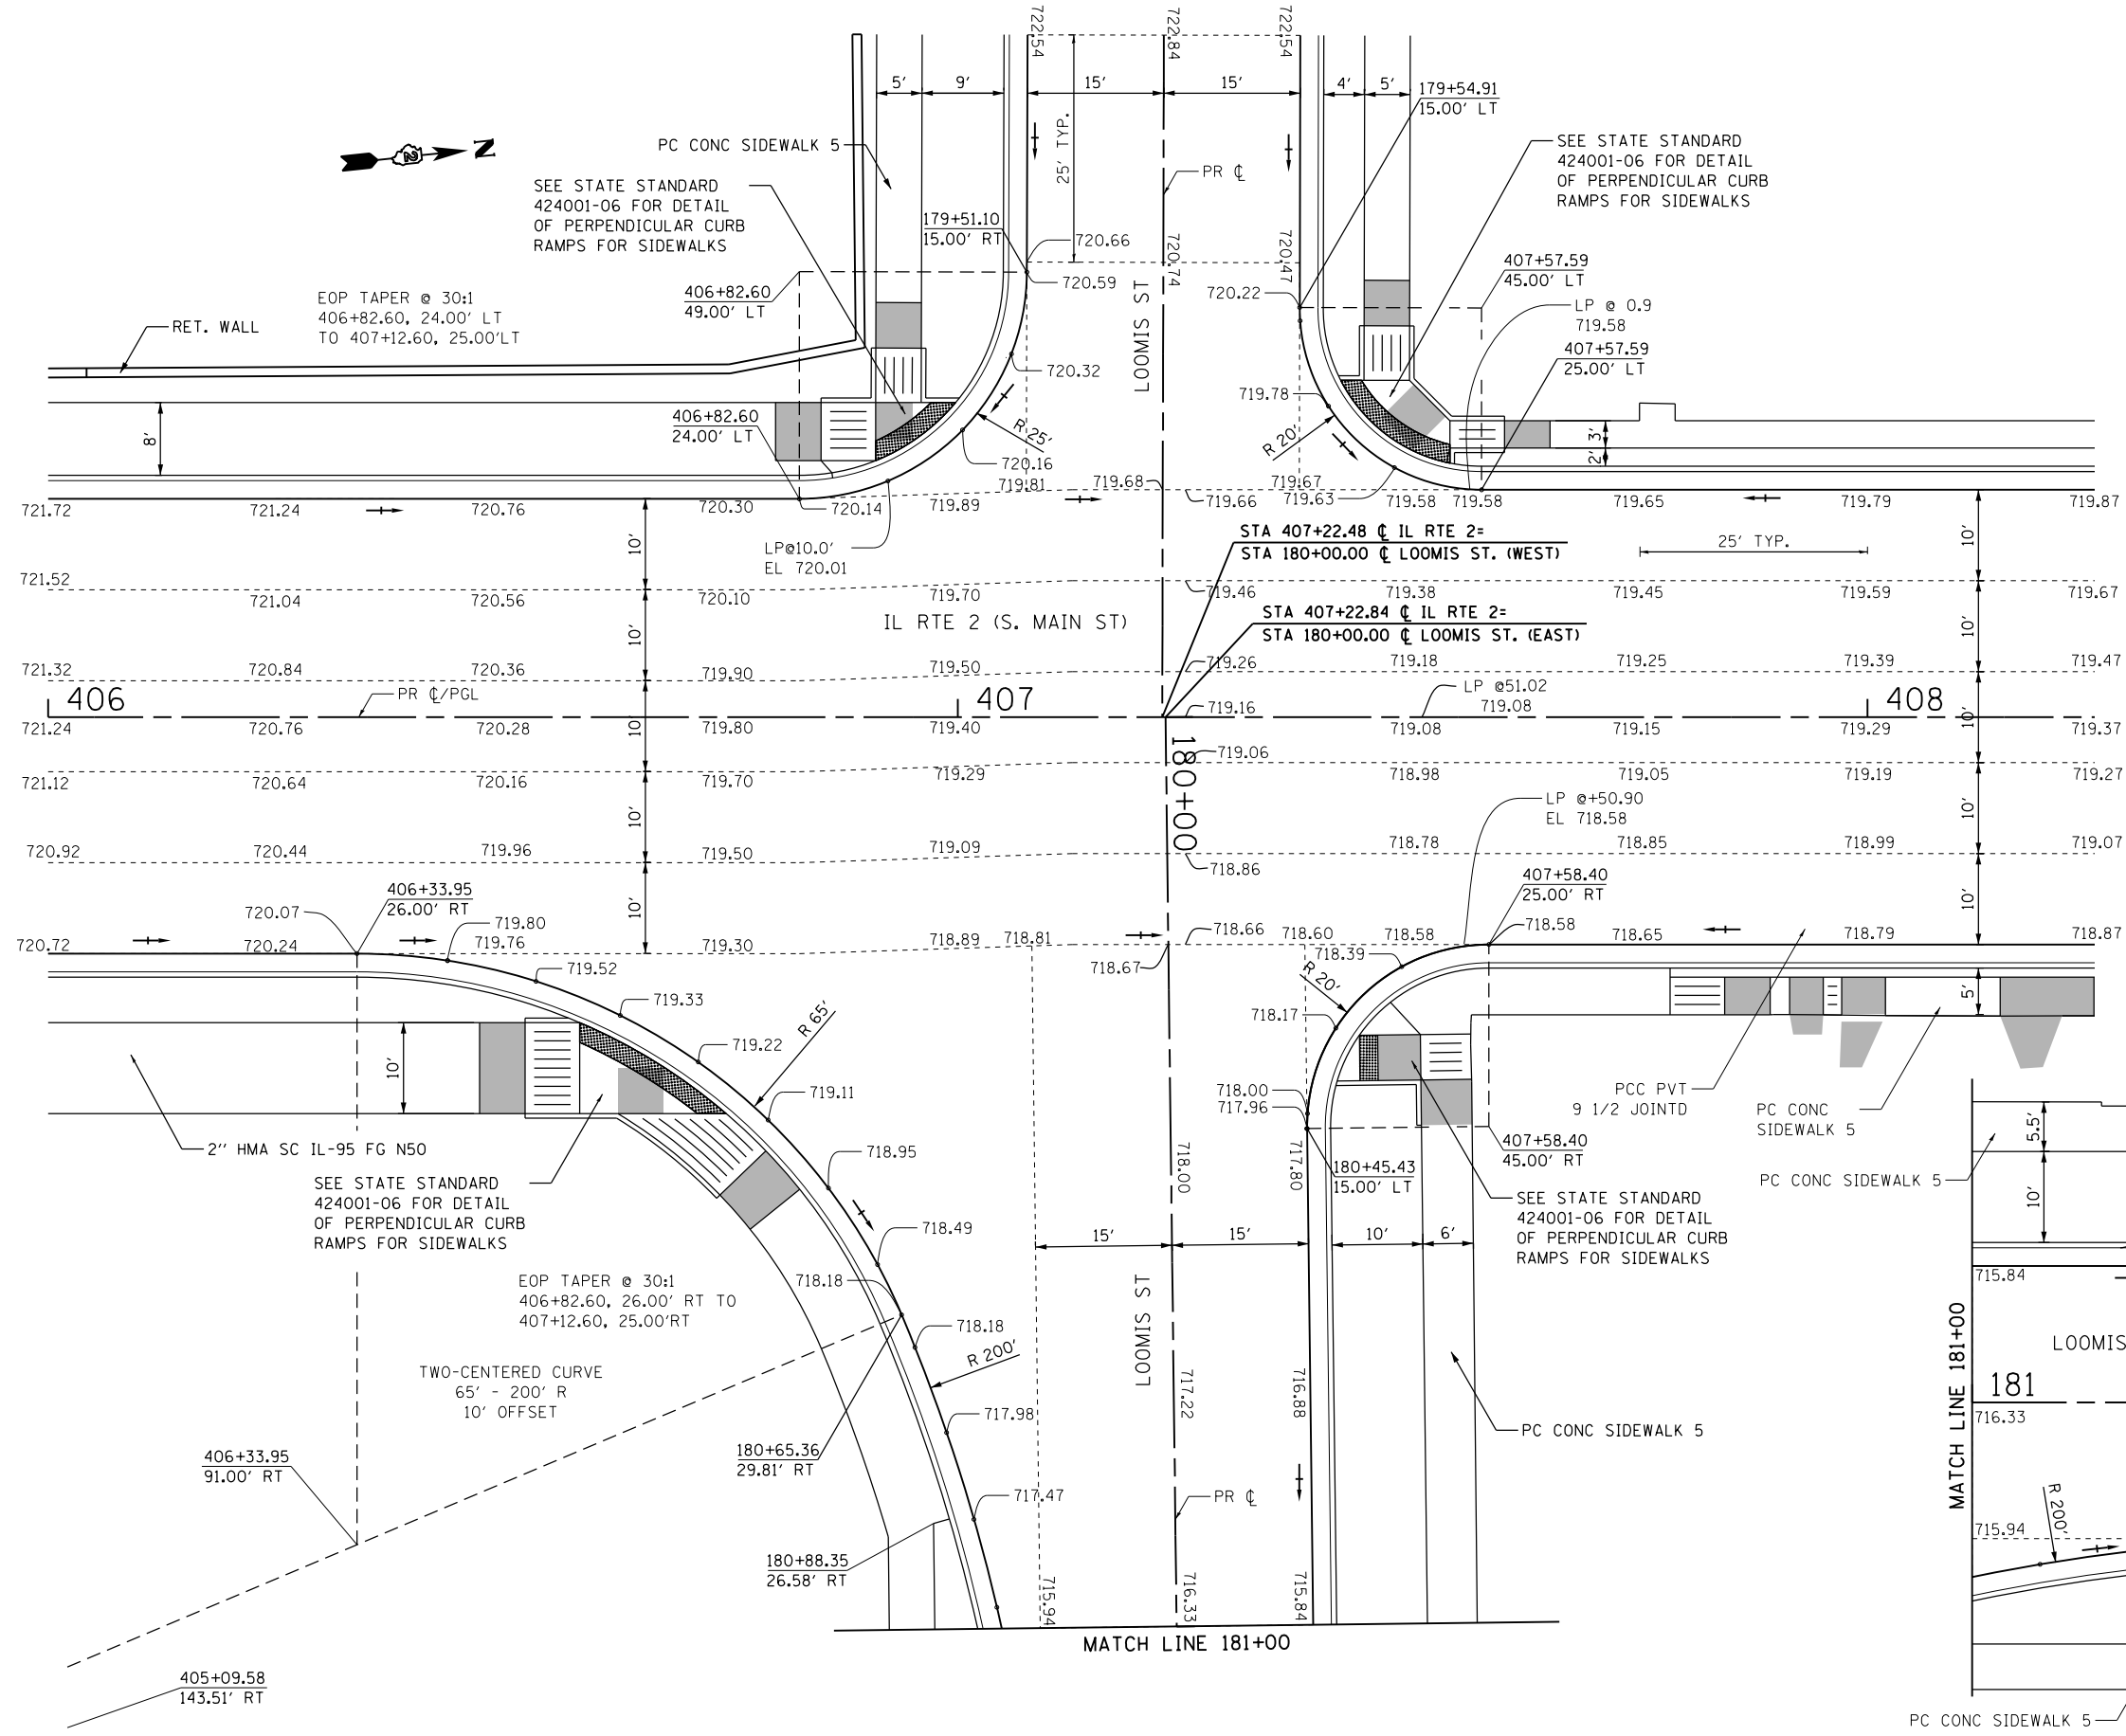 722.54
722.84
722.54
5'
9'
15'
15'
4'
5'
179+54.91
15.00' LT
25' TYP.
N
2
PC CONC SIDEWALK 5
SEE STATE STANDARD
424001-06 FOR DETAIL
OF PERPENDICULAR CURB
RAMPS FOR SIDEWALKS
PR ℄
SEE STATE STANDARD
424001-06 FOR DETAIL
OF PERPENDICULAR CURB
RAMPS FOR SIDEWALKS
179+51.10
15.00' RT
720.66
720.59
720.74
720.47
720.22
407+57.59
45.00' LT
LP @ 0.9
719.58
407+57.59
25.00' LT
406+82.60
49.00' LT
EOP TAPER @ 30:1
406+82.60, 24.00' LT
TO 407+12.60, 25.00'LT
RET. WALL
LOOMIS ST
720.32
719.78
R 25'
R 20'
406+82.60
24.00' LT
8'
3'
2'
720.16
719.81
719.68
719.66
719.67
719.63
719.58
719.58
719.65
719.79
719.87
721.72
721.24
720.76
720.30
720.14
719.89
LP@10.0'
EL 720.01
10'
STA 407+22.48 ℄ IL RTE 2=
STA 180+00.00 ℄ LOOMIS ST. (WEST)
25' TYP.
10'
721.52
721.04
720.56
720.10
719.70
719.46
719.38
719.45
719.59
719.67
IL RTE 2 (S. MAIN ST)
STA 407+22.84 ℄ IL RTE 2=
STA 180+00.00 ℄ LOOMIS ST. (EAST)
10'
10'
721.32
720.84
720.36
719.90
719.50
719.26
719.18
719.25
719.39
719.47
406
PR ℄/PGL
407
LP @51.02
719.08
408
721.24
720.76
720.28
10'
719.80
719.40
719.16
719.08
719.15
719.29
10'
719.37
180+00
719.06
721.12
720.64
720.16
719.70
719.29
718.98
719.05
719.19
719.27
10'
LP @+50.90
EL 718.58
10'
720.92
720.44
719.96
719.50
719.09
718.86
718.78
718.85
718.99
719.07
406+33.95
26.00' RT
407+58.40
25.00' RT
10'
10'
720.07
719.80
720.72
720.24
719.76
719.30
718.89
718.81
718.66
718.60
718.58
718.58
718.65
718.79
718.87
718.67
718.39
719.52
719.33
R 20'
R 65'
5'
718.17
719.22
10'
719.11
718.00
717.96
PCC PVT
9 1/2 JOINTD
PC CONC
SIDEWALK 5
5.5'
2" HMA SC IL-95 FG N50
718.95
718.00
717.80
407+58.40
45.00' RT
180+45.43
15.00' LT
PC CONC SIDEWALK 5
10'
SEE STATE STANDARD
424001-06 FOR DETAIL
OF PERPENDICULAR CURB
RAMPS FOR SIDEWALKS
SEE STATE STANDARD
424001-06 FOR DETAIL
OF PERPENDICULAR CURB
RAMPS FOR SIDEWALKS
718.49
15'
15'
10'
6'
718.18
715.84
EOP TAPER @ 30:1
406+82.60, 26.00' RT TO
407+12.60, 25.00'RT
LOOMIS ST
718.18
R 200'
MATCH LINE 181+00
LOOMIS
TWO-CENTERED CURVE
65' - 200' R
10' OFFSET
717.22
716.88
181
716.33
717.98
PC CONC SIDEWALK 5
406+33.95
91.00' RT
180+65.36
29.81' RT
717.47
PR ℄
R 200'
715.94
180+88.35
26.58' RT
715.94
716.33
715.84
MATCH LINE 181+00
405+09.58
143.51' RT
PC CONC SIDEWALK 5